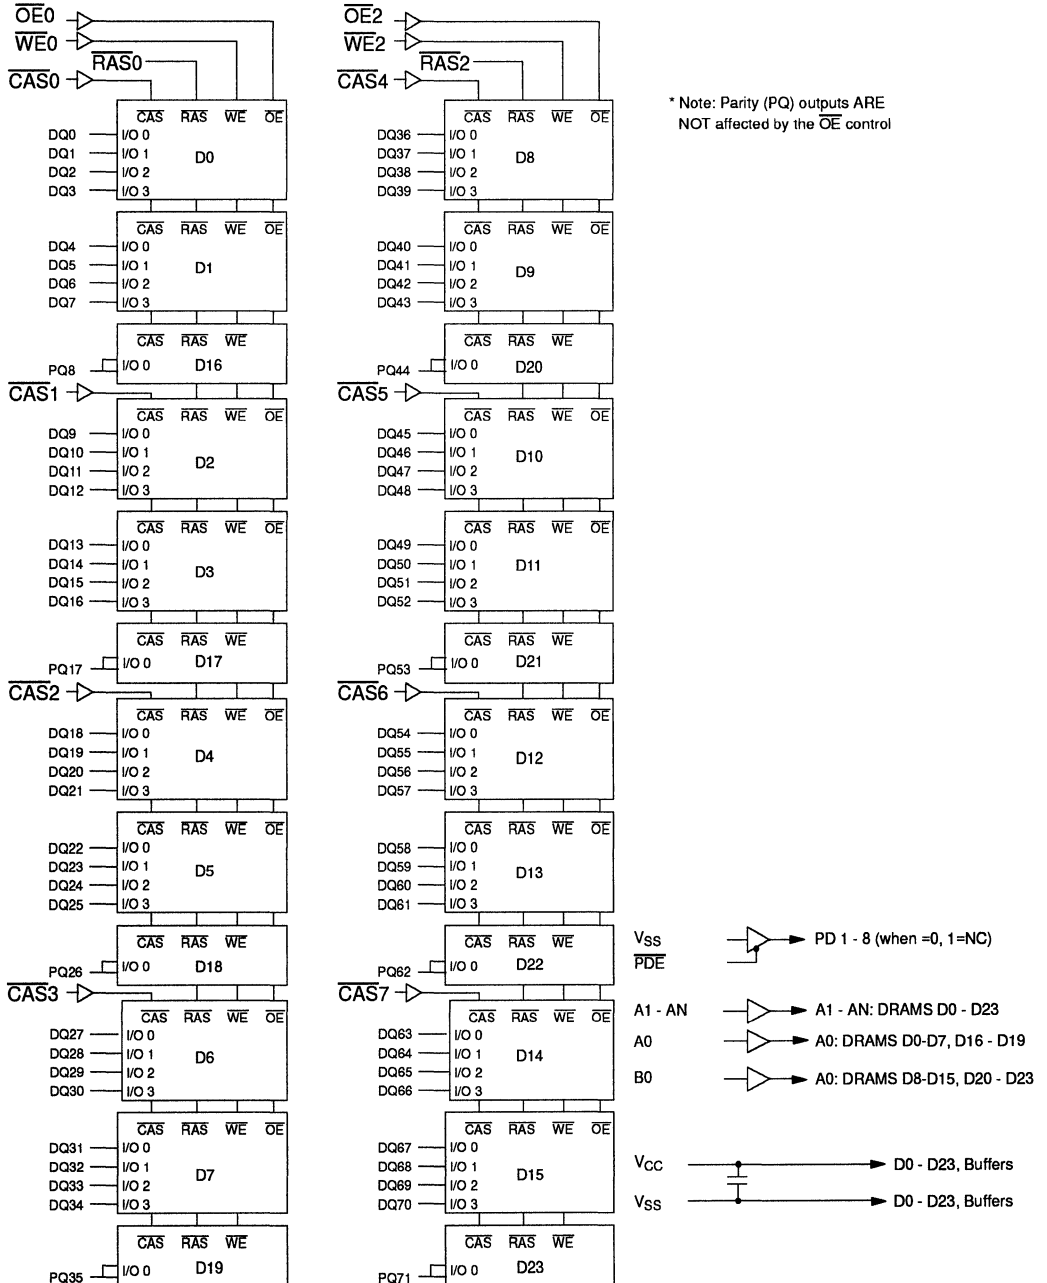 OE0
WE0
RAS0
CAS0
CAS RAS WE OE
DQ0 I/O 0
DQ1 I/O 1 D0
DQ2 I/O 2
DQ3 I/O 3
CAS RAS WE OE
DQ4 I/O 0
DQ5 I/O 1 D1
DQ6 I/O 2
DQ7 I/O 3
CAS RAS WE
PQ8 I/O 0 D16
CAS1
CAS RAS WE OE
DQ9 I/O 0
DQ10 I/O 1 D2
DQ11 I/O 2
DQ12 I/O 3
CAS RAS WE OE
DQ13 I/O 0
DQ14 I/O 1 D3
DQ15 I/O 2
DQ16 I/O 3
CAS RAS WE
PQ17 I/O 0 D17
CAS2
CAS RAS WE OE
DQ18 I/O 0
DQ19 I/O 1 D4
DQ20 I/O 2
DQ21 I/O 3
CAS RAS WE OE
DQ22 I/O 0
DQ23 I/O 1 D5
DQ24 I/O 2
DQ25 I/O 3
CAS RAS WE
PQ26 I/O 0 D18
CAS3
CAS RAS WE OE
DQ27 I/O 0
DQ28 I/O 1 D6
DQ29 I/O 2
DQ30 I/O 3
CAS RAS WE OE
DQ31 I/O 0
DQ32 I/O 1 D7
DQ33 I/O 2
DQ34 I/O 3
CAS RAS WE
PQ35 I/O 0 D19
OE2
WE2
RAS2
CAS4
CAS RAS WE OE
DQ36 I/O 0
DQ37 I/O 1 D8
DQ38 I/O 2
DQ39 I/O 3
CAS RAS WE OE
DQ40 I/O 0
DQ41 I/O 1 D9
DQ42 I/O 2
DQ43 I/O 3
CAS RAS WE
PQ44 I/O 0 D20
CAS5
CAS RAS WE OE
DQ45 I/O 0
DQ46 I/O 1 D10
DQ47 I/O 2
DQ48 I/O 3
CAS RAS WE OE
DQ49 I/O 0
DQ50 I/O 1 D11
DQ51 I/O 2
DQ52 I/O 3
CAS RAS WE
PQ53 I/O 0 D21
CAS6
CAS RAS WE OE
DQ54 I/O 0
DQ55 I/O 1 D12
DQ56 I/O 2
DQ57 I/O 3
CAS RAS WE OE
DQ58 I/O 0
DQ59 I/O 1 D13
DQ60 I/O 2
DQ61 I/O 3
CAS RAS WE
PQ62 I/O 0 D22
CAS7
CAS RAS WE OE
DQ63 I/O 0
DQ64 I/O 1 D14
DQ65 I/O 2
DQ66 I/O 3
CAS RAS WE OE
DQ67 I/O 0
DQ68 I/O 1 D15
DQ69 I/O 2
DQ70 I/O 3
CAS RAS WE
PQ71 I/O 0 D23
* Note: Parity (PQ) outputs ARE
NOT affected by the OE control
VSS PD 1 - 8 (when =0, 1=NC)
PDE
A1 - AN A1 - AN: DRAMS D0 - D23
A0 A0: DRAMS D0-D7, D16 - D19
B0 A0: DRAMS D8-D15, D20 - D23
VCC D0 - D23, Buffers
VSS D0 - D23, Buffers